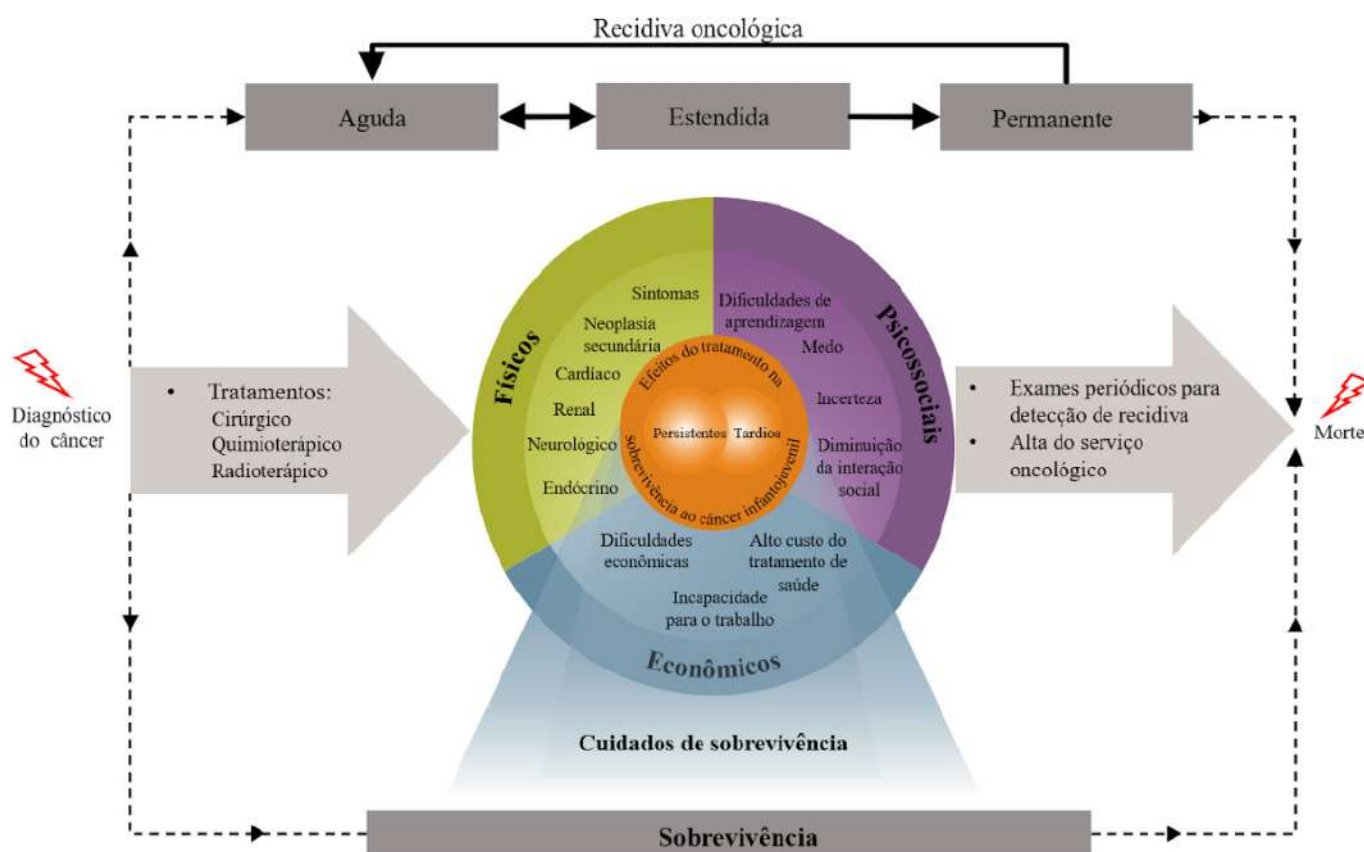 Recidiva oncológica
Aguda
Estendida
Permanente
Diagnóstico
do câncer
• Tratamentos:
Cirúrgico
Quimioterápico
Radioterápico
Físicos
Sintomas
Neoplasia
secundária
Cardíaco
Renal
Neurológico
Endócrino
Psicossociais
Dificuldades de
aprendizagem
Medo
Incerteza
Diminuição
da interação
social
Efeitos do tratamento na
sobrevivência ao câncer infantojuvenil
Persistentes
Tardios
Dificuldades
econômicas
Alto custo do
tratamento de
saúde
Incapacidade
para o trabalho
Econômicos
• Exames periódicos para
detecção de recidiva
• Alta do serviço
oncológico
Morte
Cuidados de sobrevivência
Sobrevivência